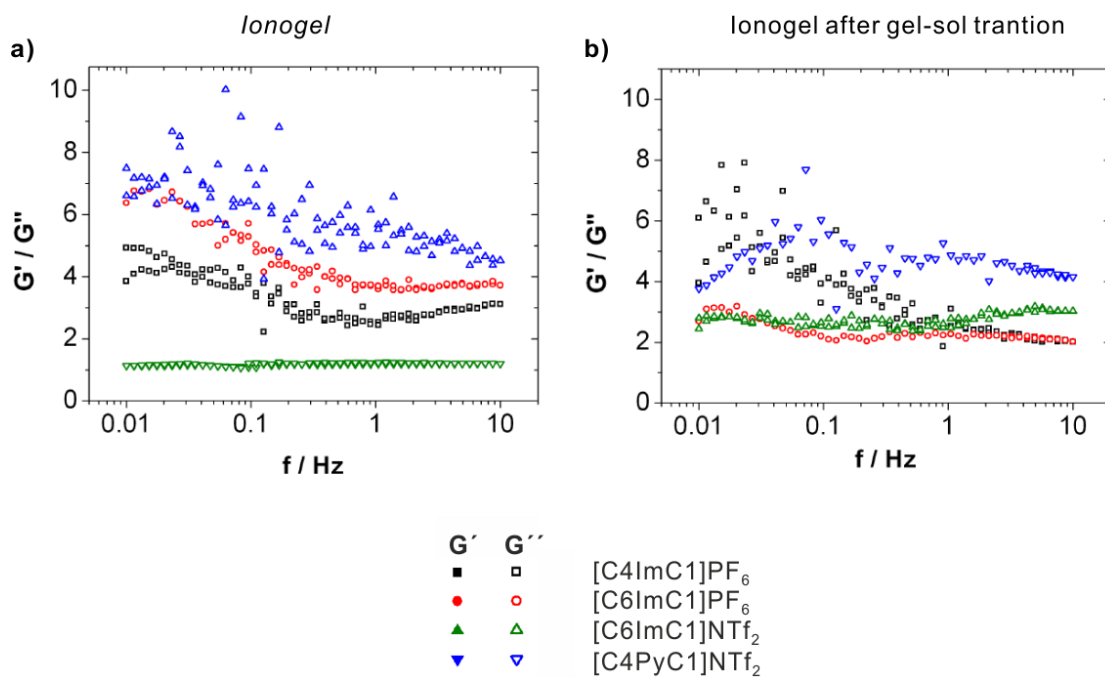 Ionogel
Ionogel after gel-sol trantion
a)
10
8
6
4
2
0
G' / G"
0.01
0.1
1
10
f / Hz
b)
10
8
6
4
2
0
G' / G"
0.01
0.1
1
10
f / Hz
G´ G´´
[C4ImC1]PF₆
[C6ImC1]PF₆
[C6ImC1]NTf₂
[C4PyC1]NTf₂